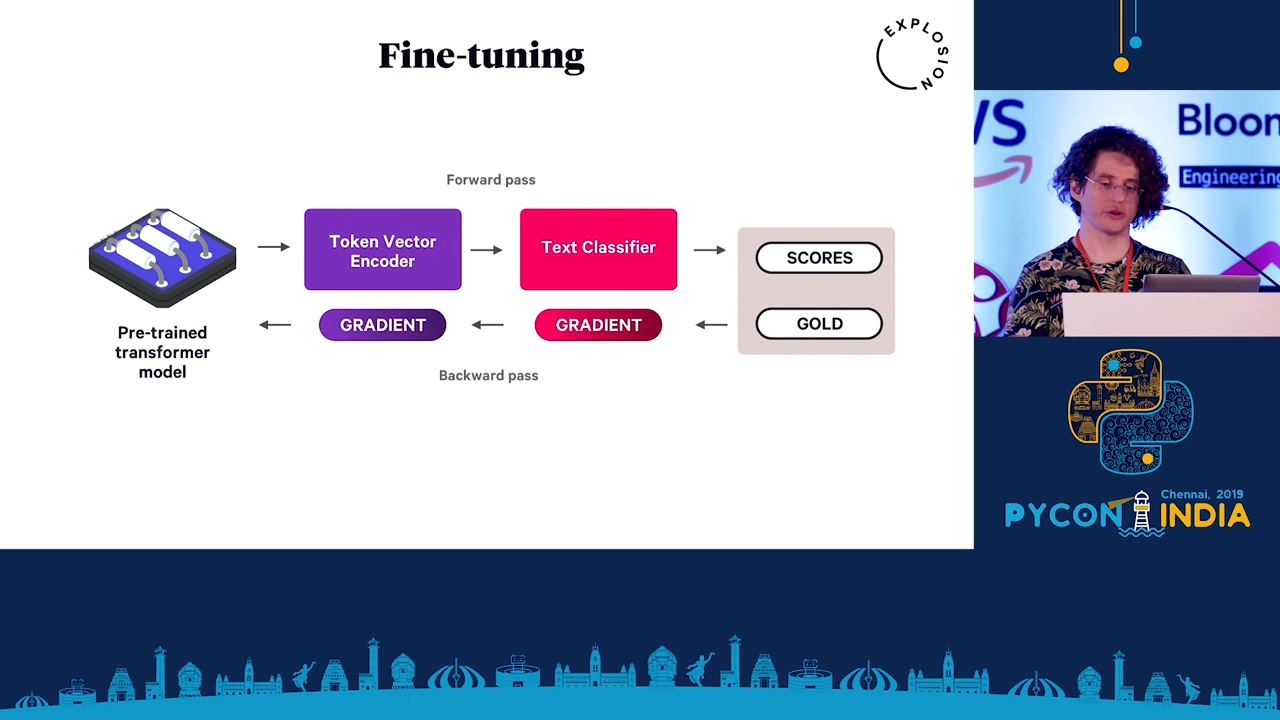 Fine-tuning
EXPLOSION
Forward pass
Token Vector
Encoder
Text Classifier
SCORES
GRADIENT
GRADIENT
GOLD
Pre-trained
transformer
model
Backward pass
Engineering
Chennai, 2019
PYCON INDIA